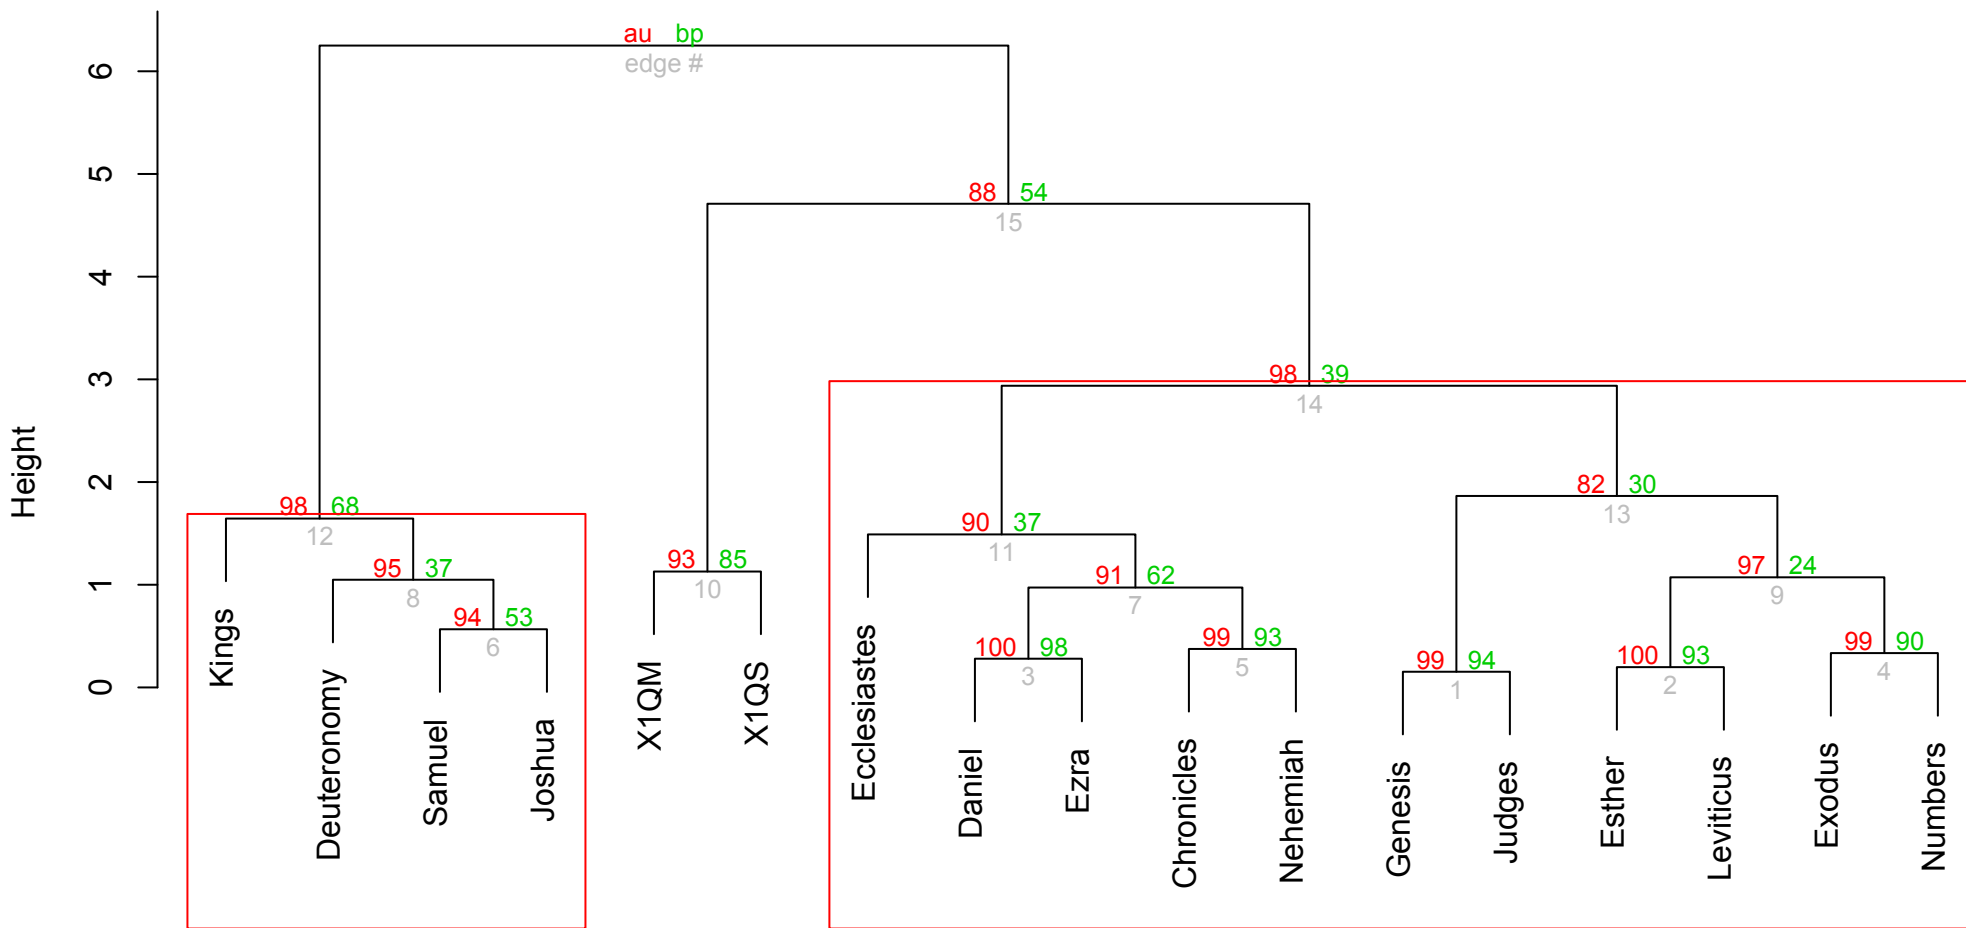 au bp
edge #
6
5
4
3
2
1
0
Height
88 54
15
98 39
14
98 68
12
82 30
13
90 37
11
95 37
8
93 85
10
91 62
7
97 24
9
94 53
6
100 98
3
99 93
5
99 94
1
100 93
2
99 90
4
Kings
Deuteronomy
Samuel
Joshua
X1QM
X1QS
Ecclesiastes
Daniel
Ezra
Chronicles
Nehemiah
Genesis
Judges
Esther
Leviticus
Exodus
Numbers